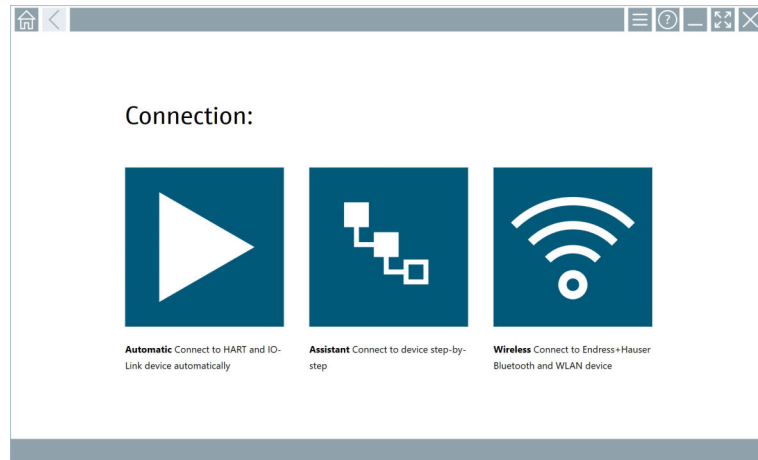 Connection:
Automatic Connect to HART and IO-
Link device automatically
Assistant Connect to device step-by-
step
Wireless Connect to Endress+Hauser
Bluetooth and WLAN device